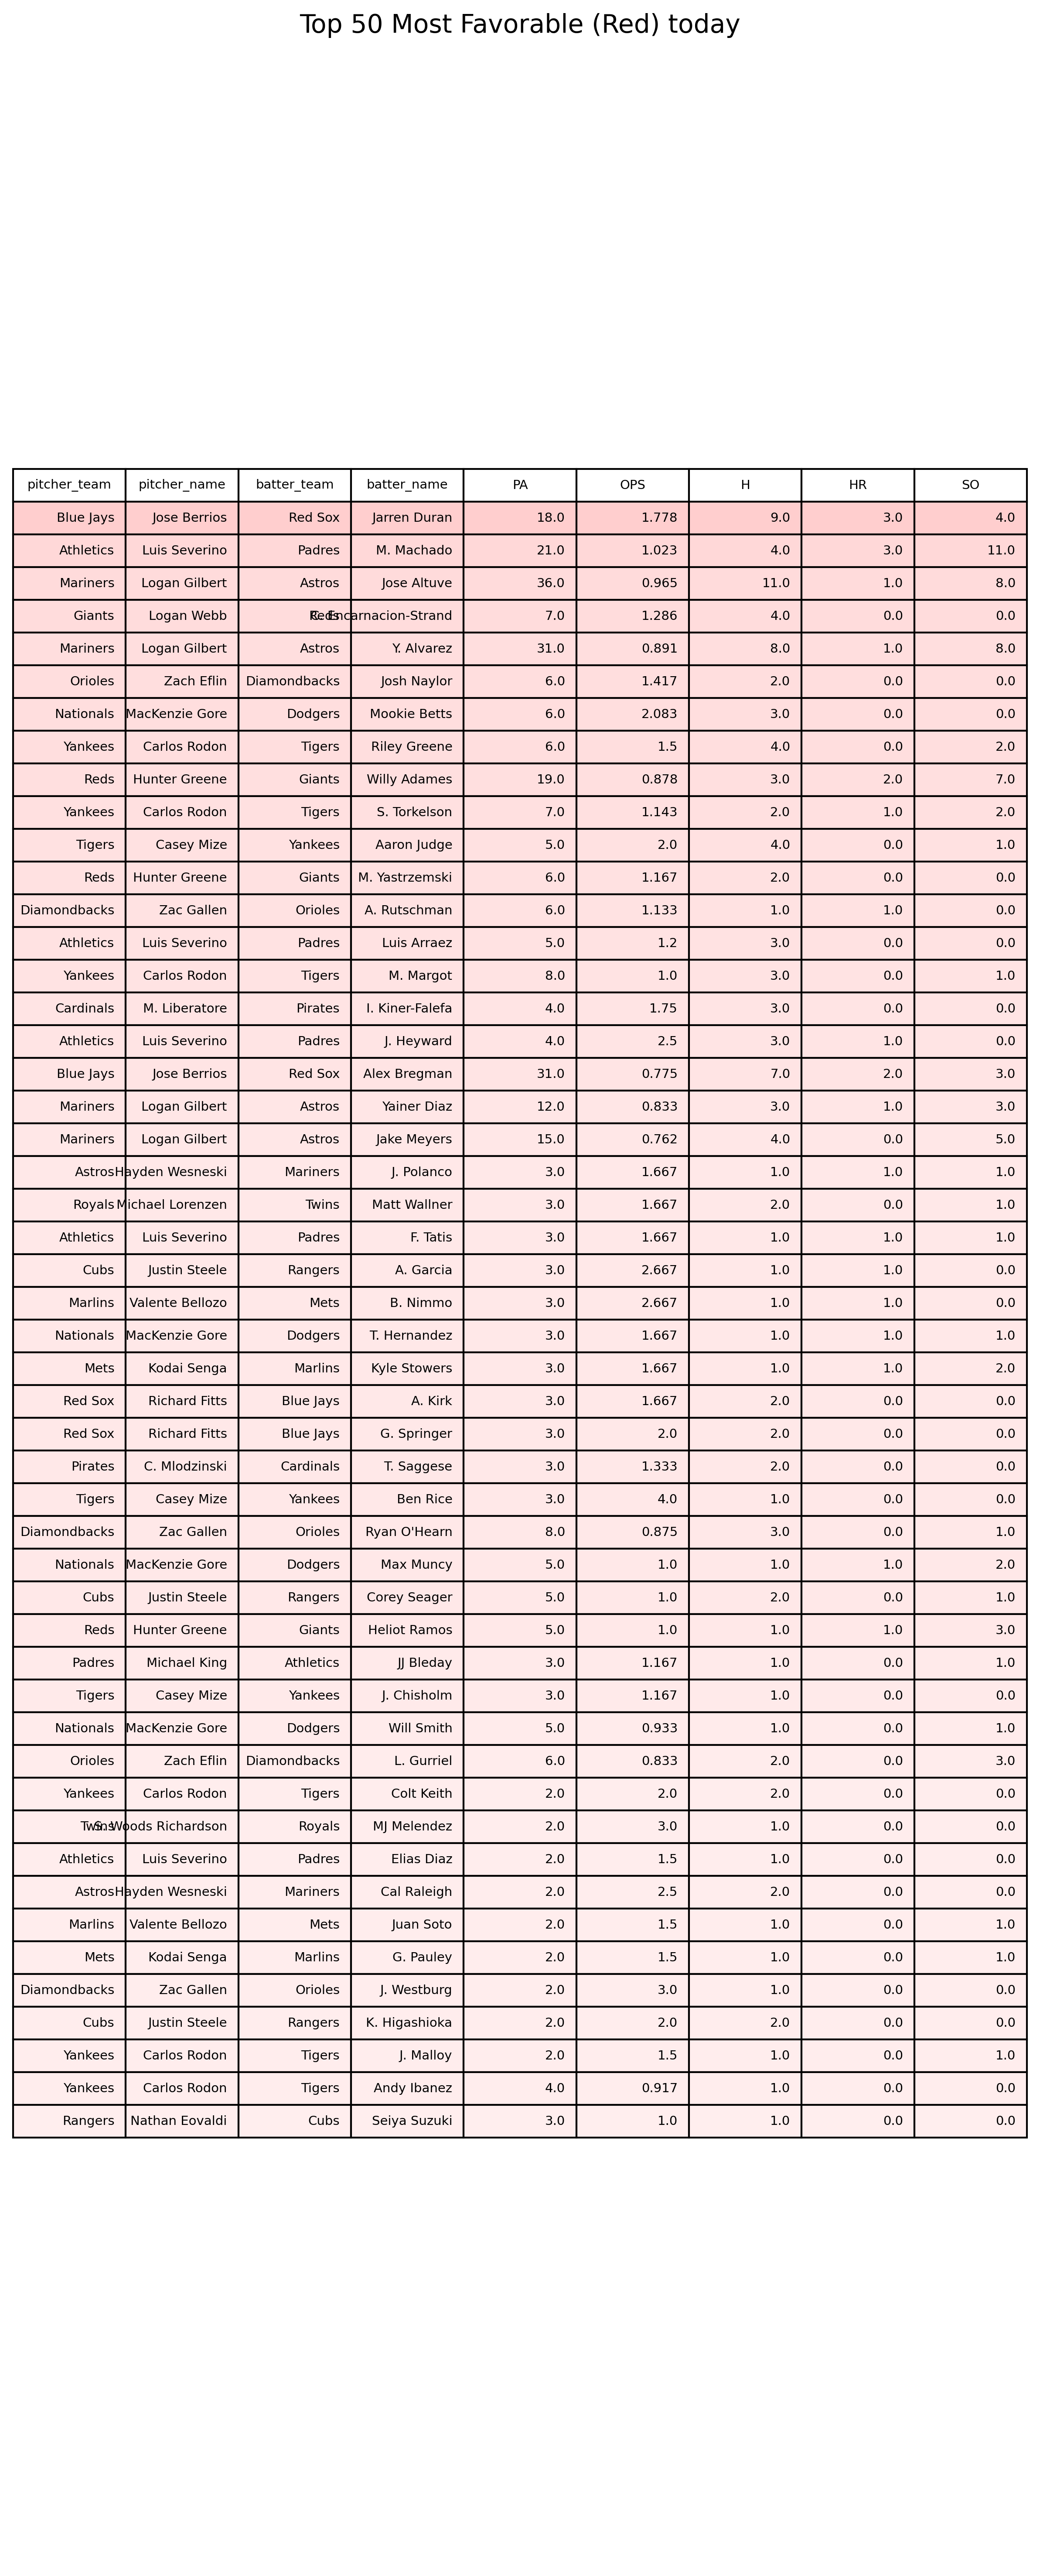 Top 50 Most Favorable (Red) today
pitcher_team pitcher_name batter_team batter_name PA OPS H HR SO
Blue Jays Jose Berrios Red Sox Jarren Duran 18.0 1.778 9.0 3.0 4.0
Athletics Luis Severino Padres M. Machado 21.0 1.023 4.0 3.0 11.0
Mariners Logan Gilbert Astros Jose Altuve 36.0 0.965 11.0 1.0 8.0
Giants Logan Webb Reds C. Encarnacion-Strand 7.0 1.286 4.0 0.0 0.0
Mariners Logan Gilbert Astros Y. Alvarez 31.0 0.891 8.0 1.0 8.0
Orioles Zach Eflin Diamondbacks Josh Naylor 6.0 1.417 2.0 0.0 0.0
Nationals MacKenzie Gore Dodgers Mookie Betts 6.0 2.083 3.0 0.0 0.0
Yankees Carlos Rodon Tigers Riley Greene 6.0 1.5 4.0 0.0 2.0
Reds Hunter Greene Giants Willy Adames 19.0 0.878 3.0 2.0 7.0
Yankees Carlos Rodon Tigers S. Torkelson 7.0 1.143 2.0 1.0 2.0
Tigers Casey Mize Yankees Aaron Judge 5.0 2.0 4.0 0.0 1.0
Reds Hunter Greene Giants M. Yastrzemski 6.0 1.167 2.0 0.0 0.0
Diamondbacks Zac Gallen Orioles A. Rutschman 6.0 1.133 1.0 1.0 0.0
Athletics Luis Severino Padres Luis Arraez 5.0 1.2 3.0 0.0 0.0
Yankees Carlos Rodon Tigers M. Margot 8.0 1.0 3.0 0.0 1.0
Cardinals M. Liberatore Pirates I. Kiner-Falefa 4.0 1.75 3.0 0.0 0.0
Athletics Luis Severino Padres J. Heyward 4.0 2.5 3.0 1.0 0.0
Blue Jays Jose Berrios Red Sox Alex Bregman 31.0 0.775 7.0 2.0 3.0
Mariners Logan Gilbert Astros Yainer Diaz 12.0 0.833 3.0 1.0 3.0
Mariners Logan Gilbert Astros Jake Meyers 15.0 0.762 4.0 0.0 5.0
Astros Hayden Wesneski Mariners J. Polanco 3.0 1.667 1.0 1.0 1.0
Royals Michael Lorenzen Twins Matt Wallner 3.0 1.667 2.0 0.0 1.0
Athletics Luis Severino Padres F. Tatis 3.0 1.667 1.0 1.0 1.0
Cubs Justin Steele Rangers A. Garcia 3.0 2.667 1.0 1.0 0.0
Marlins Valente Bellozo Mets B. Nimmo 3.0 2.667 1.0 1.0 0.0
Nationals MacKenzie Gore Dodgers T. Hernandez 3.0 1.667 1.0 1.0 1.0
Mets Kodai Senga Marlins Kyle Stowers 3.0 1.667 1.0 1.0 2.0
Red Sox Richard Fitts Blue Jays A. Kirk 3.0 1.667 2.0 0.0 0.0
Red Sox Richard Fitts Blue Jays G. Springer 3.0 2.0 2.0 0.0 0.0
Pirates C. Mlodzinski Cardinals T. Saggese 3.0 1.333 2.0 0.0 0.0
Tigers Casey Mize Yankees Ben Rice 3.0 4.0 1.0 0.0 0.0
Diamondbacks Zac Gallen Orioles Ryan O'Hearn 8.0 0.875 3.0 0.0 1.0
Nationals MacKenzie Gore Dodgers Max Muncy 5.0 1.0 1.0 1.0 2.0
Cubs Justin Steele Rangers Corey Seager 5.0 1.0 2.0 0.0 1.0
Reds Hunter Greene Giants Heliot Ramos 5.0 1.0 1.0 1.0 3.0
Padres Michael King Athletics JJ Bleday 3.0 1.167 1.0 0.0 1.0
Tigers Casey Mize Yankees J. Chisholm 3.0 1.167 1.0 0.0 0.0
Nationals MacKenzie Gore Dodgers Will Smith 5.0 0.933 1.0 0.0 1.0
Orioles Zach Eflin Diamondbacks L. Gurriel 6.0 0.833 2.0 0.0 3.0
Yankees Carlos Rodon Tigers Colt Keith 2.0 2.0 2.0 0.0 0.0
Twins S. Woods Richardson Royals MJ Melendez 2.0 3.0 1.0 0.0 0.0
Athletics Luis Severino Padres Elias Diaz 2.0 1.5 1.0 0.0 0.0
Astros Hayden Wesneski Mariners Cal Raleigh 2.0 2.5 2.0 0.0 0.0
Marlins Valente Bellozo Mets Juan Soto 2.0 1.5 1.0 0.0 1.0
Mets Kodai Senga Marlins G. Pauley 2.0 1.5 1.0 0.0 1.0
Diamondbacks Zac Gallen Orioles J. Westburg 2.0 3.0 1.0 0.0 0.0
Cubs Justin Steele Rangers K. Higashioka 2.0 2.0 2.0 0.0 0.0
Yankees Carlos Rodon Tigers J. Malloy 2.0 1.5 1.0 0.0 1.0
Yankees Carlos Rodon Tigers Andy Ibanez 4.0 0.917 1.0 0.0 0.0
Rangers Nathan Eovaldi Cubs Seiya Suzuki 3.0 1.0 1.0 0.0 0.0